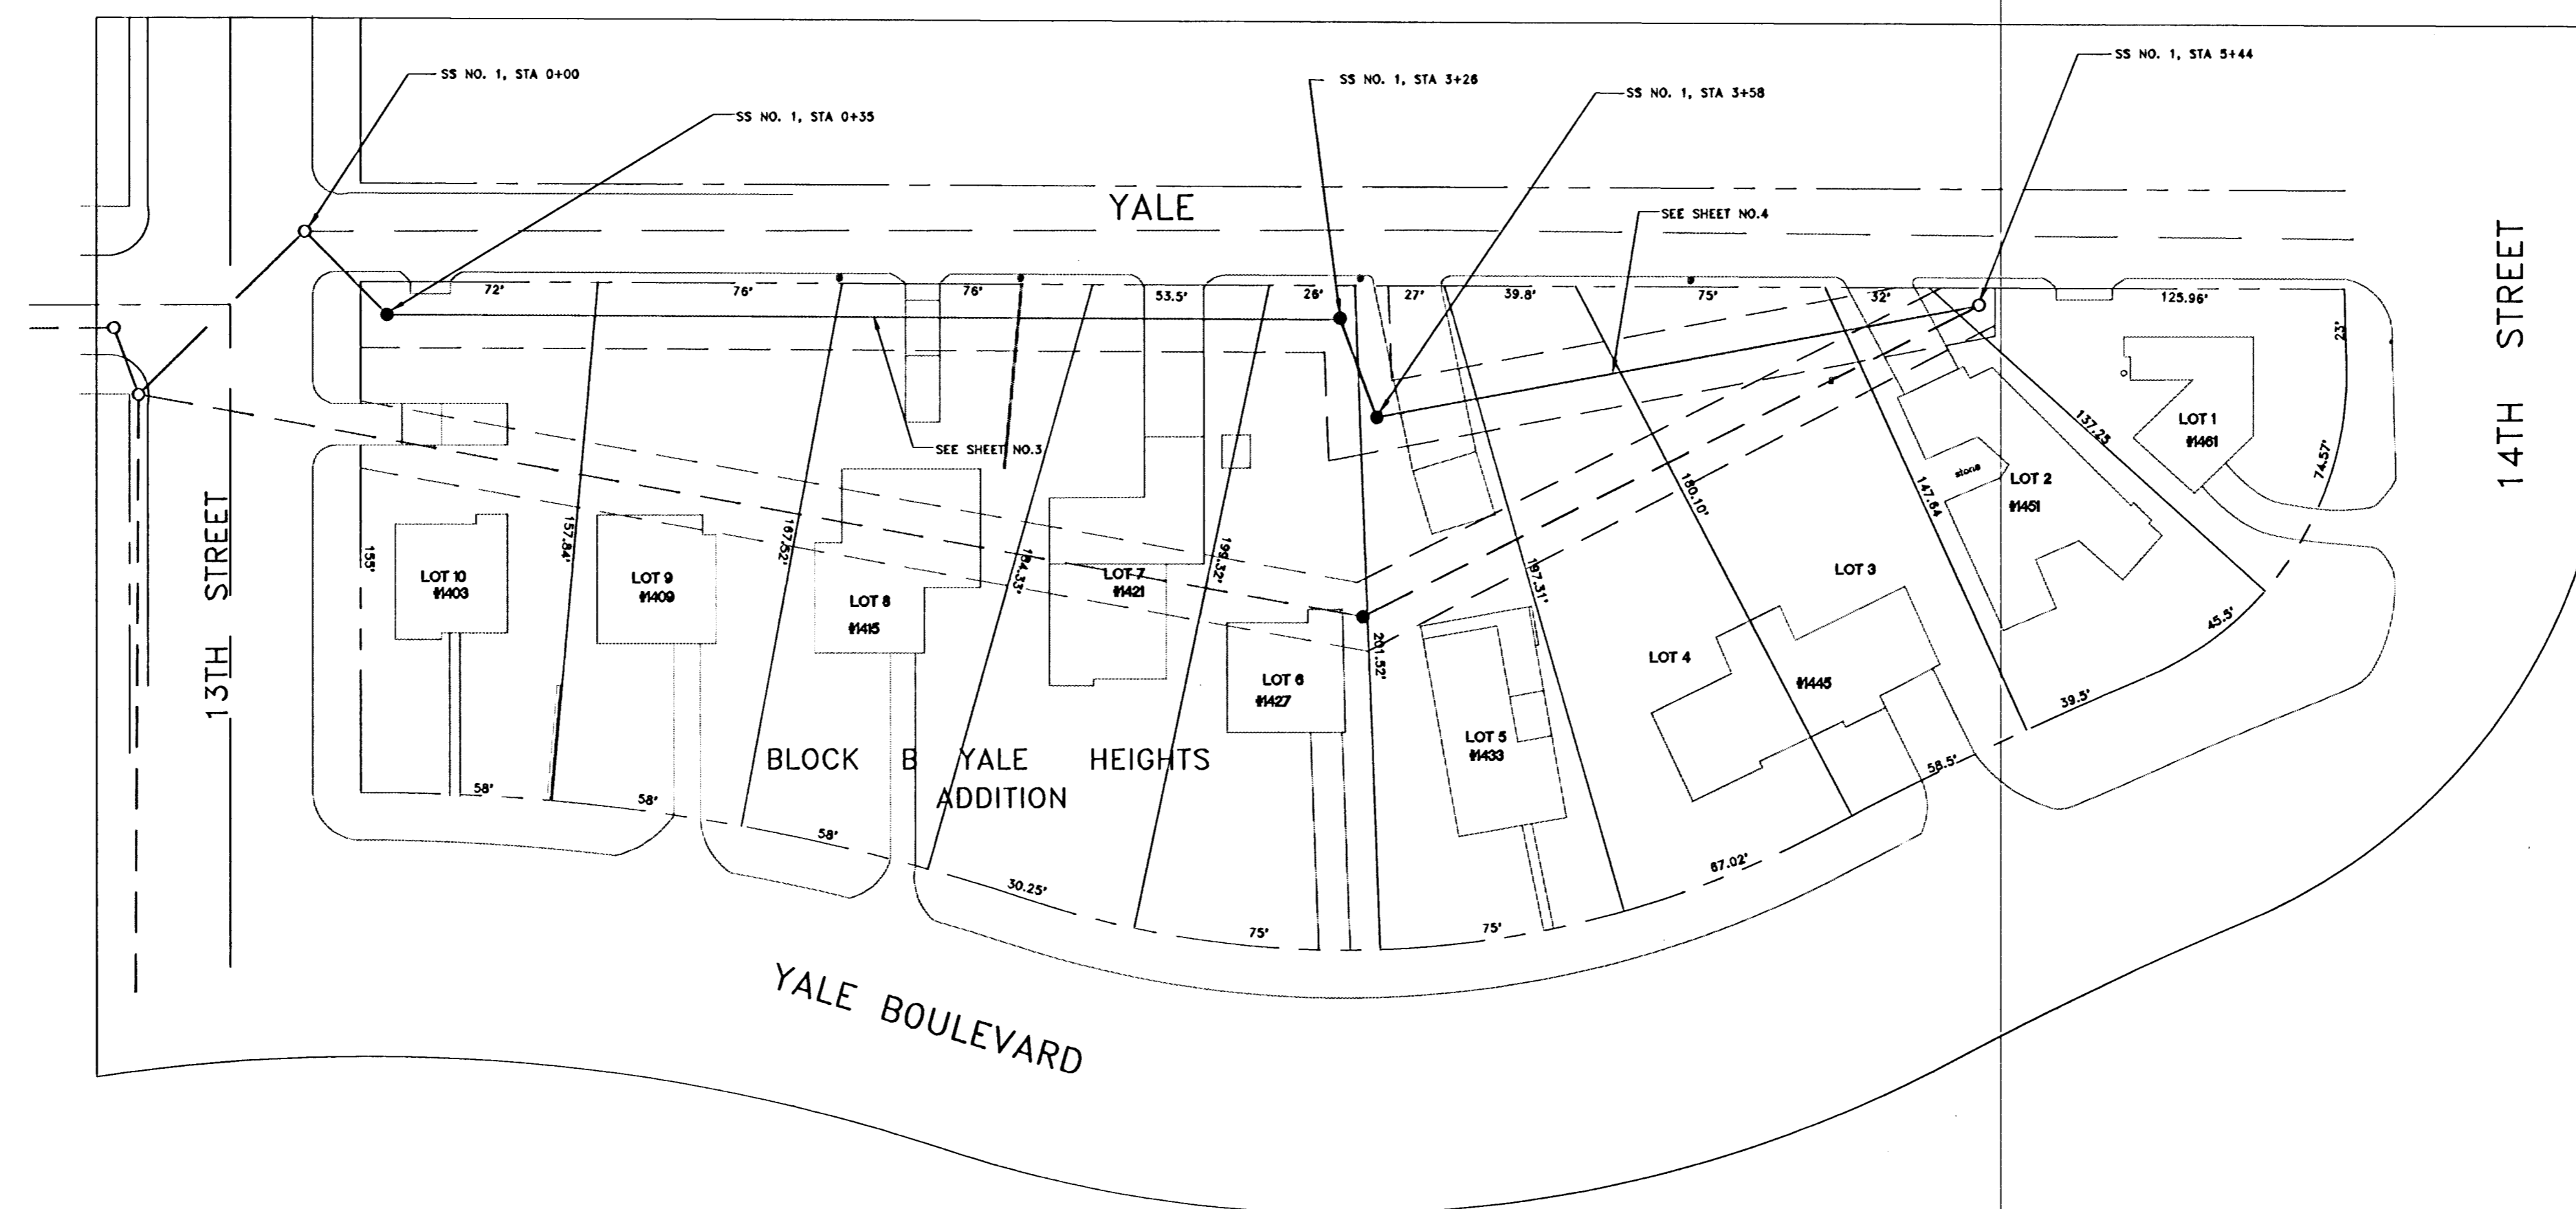 SS NO. 1, STA 0+00
SS NO. 1, STA 0+35
SS NO. 1, STA 3+26
SS NO. 1, STA 3+58
SS NO. 1, STA 5+44
YALE
SEE SHEET NO.4
14TH STREET
72'
76'
76'
53.5'
26'
27'
39.8'
75'
32'
125.96'
23'
SEE SHEET NO.3
137.25
LOT 1
#1461
74.57'
stone
LOT 2
#1451
147.64
180.10'
13TH STREET
155'
157.84'
167.52'
184.33'
199.32'
197.31'
201.52'
LOT 10
#1403
LOT 9
#1409
LOT 8
#1415
LOT 7
#1421
LOT 6
#1427
LOT 5
#1433
LOT 4
LOT 3
#1445
45.5'
39.5'
58.5'
67.02'
BLOCK B YALE HEIGHTS
ADDITION
58'
58'
58'
30.25'
75'
75'
YALE BOULEVARD